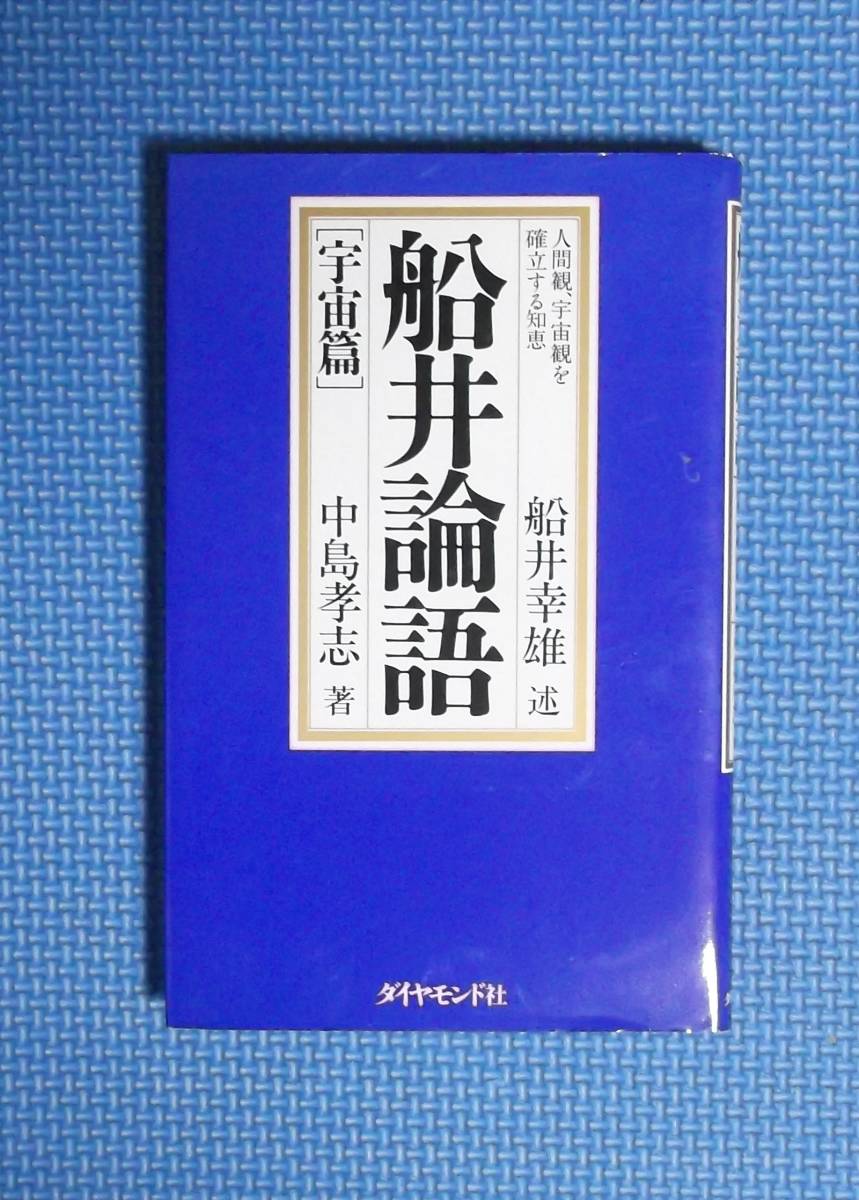 人間観、宇宙観を
確立する知恵
船井幸雄 述
船井論語
[宇宙篇]
中島孝志 著
ダイヤモンド社